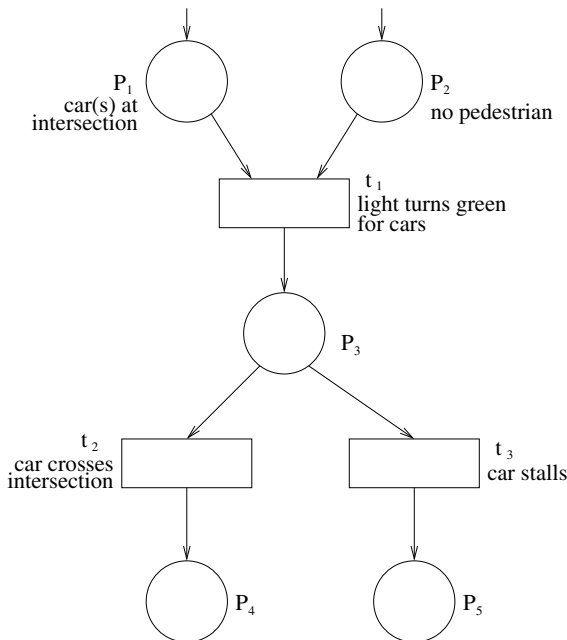 P1
car(s) at
intersection
P2
no pedestrian
t1
light turns green
for cars
P3
t2
car crosses
intersection
t3
car stalls
P4
P5